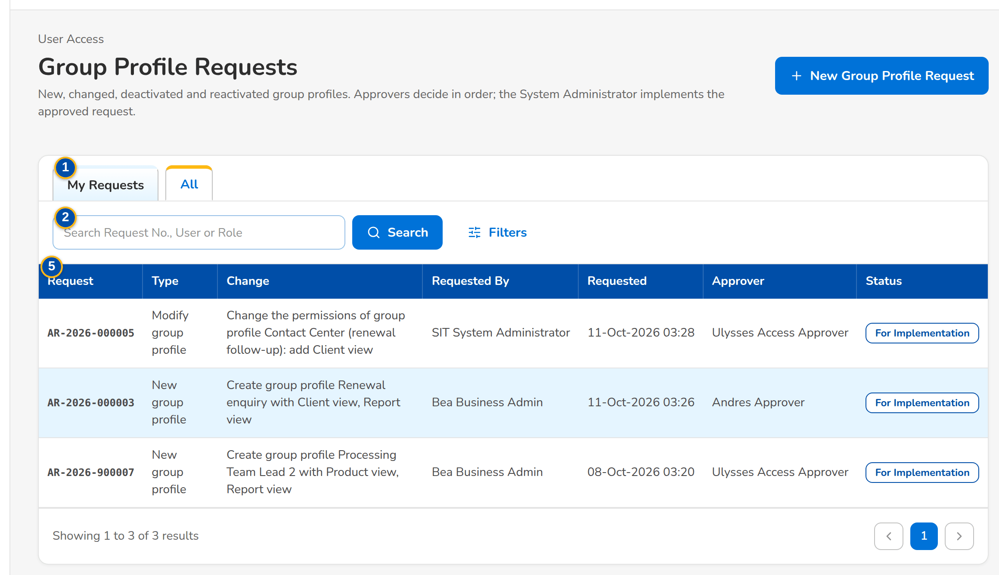 User Access
Group Profile Requests
+ New Group Profile Request
New, changed, deactivated and reactivated group profiles. Approvers decide in order; the System Administrator implements the
approved request.
1
My Requests
All
2
Search Request No., User or Role
Search
Filters
5
Request
Type
Change
Requested By
Requested
Approver
Status
AR-2026-000005
Modify
group
profile
Change the permissions of group
profile Contact Center (renewal
follow-up): add Client view
SIT System Administrator
11-Oct-2026 03:28
Ulysses Access Approver
For Implementation
AR-2026-000003
New
group
profile
Create group profile Renewal
enquiry with Client view, Report
view
Bea Business Admin
11-Oct-2026 03:26
Andres Approver
For Implementation
AR-2026-900007
New
group
profile
Create group profile Processing
Team Lead 2 with Product view,
Report view
Bea Business Admin
08-Oct-2026 03:20
Ulysses Access Approver
For Implementation
Showing 1 to 3 of 3 results
1